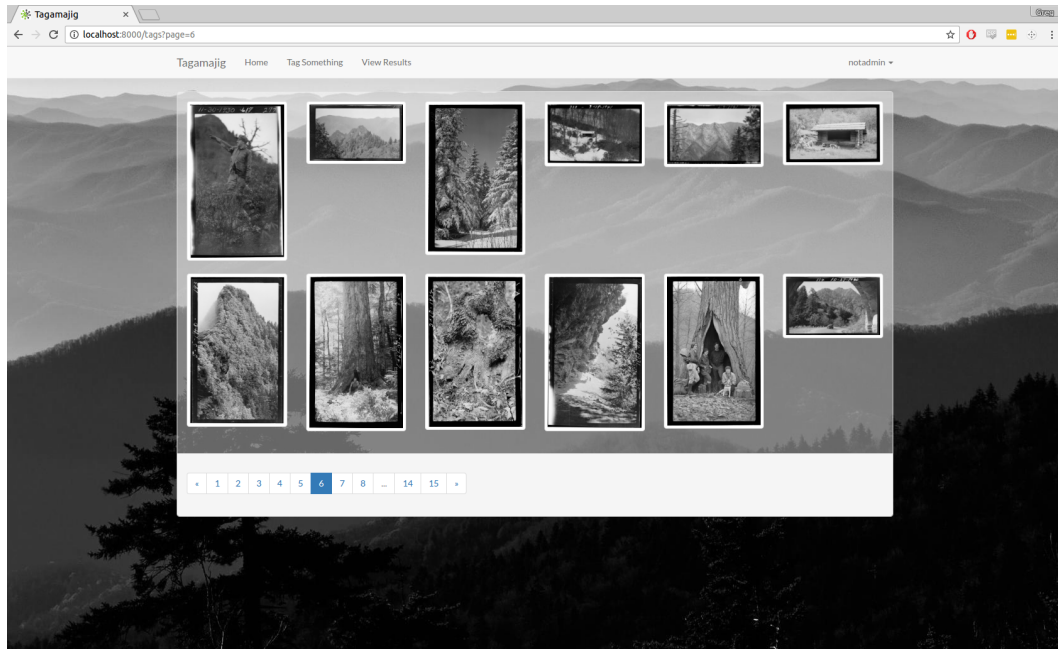 Tagamajig
Greg
localhost:8000/tags?page=6
Tagamajig Home Tag Something View Results notadmin
« 1 2 3 4 5 6 7 8 ... 14 15 »